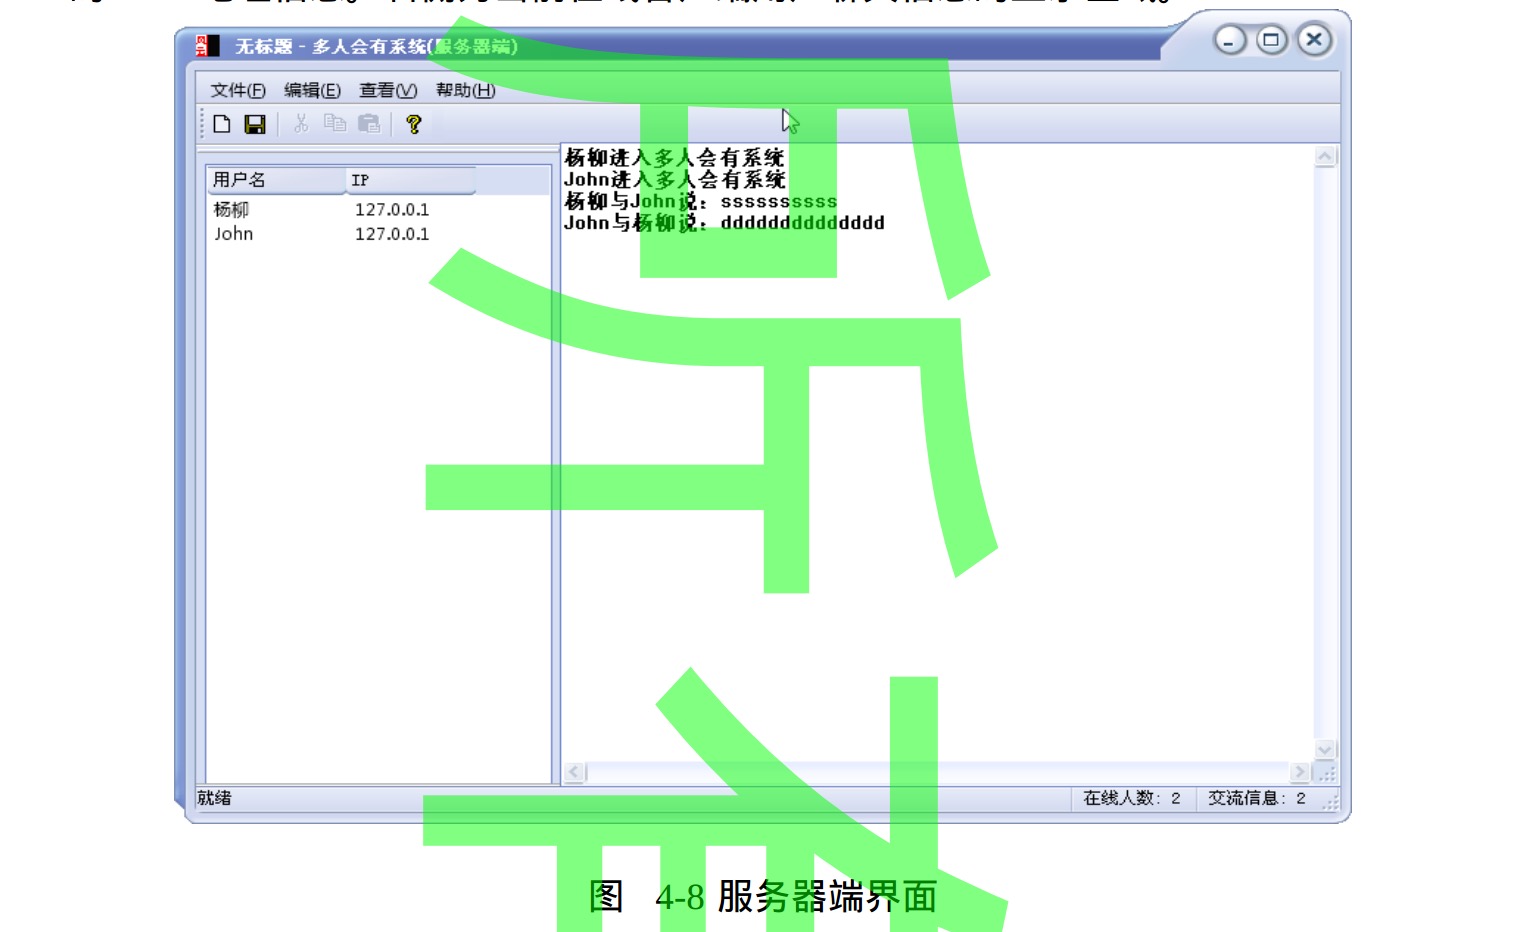 无标题 - 多人会有系统(服务器端)
文件(F) 编辑(E) 查看(V) 帮助(H)
用户名 IP
杨柳 127.0.0.1
John 127.0.0.1
杨柳进入多人会有系统
John进入多人会有系统
杨柳与John说: ssssssssss
John与杨柳说: dddddddddddddd
就绪 在线人数: 2 交流信息: 2
图 4-8 服务器端界面